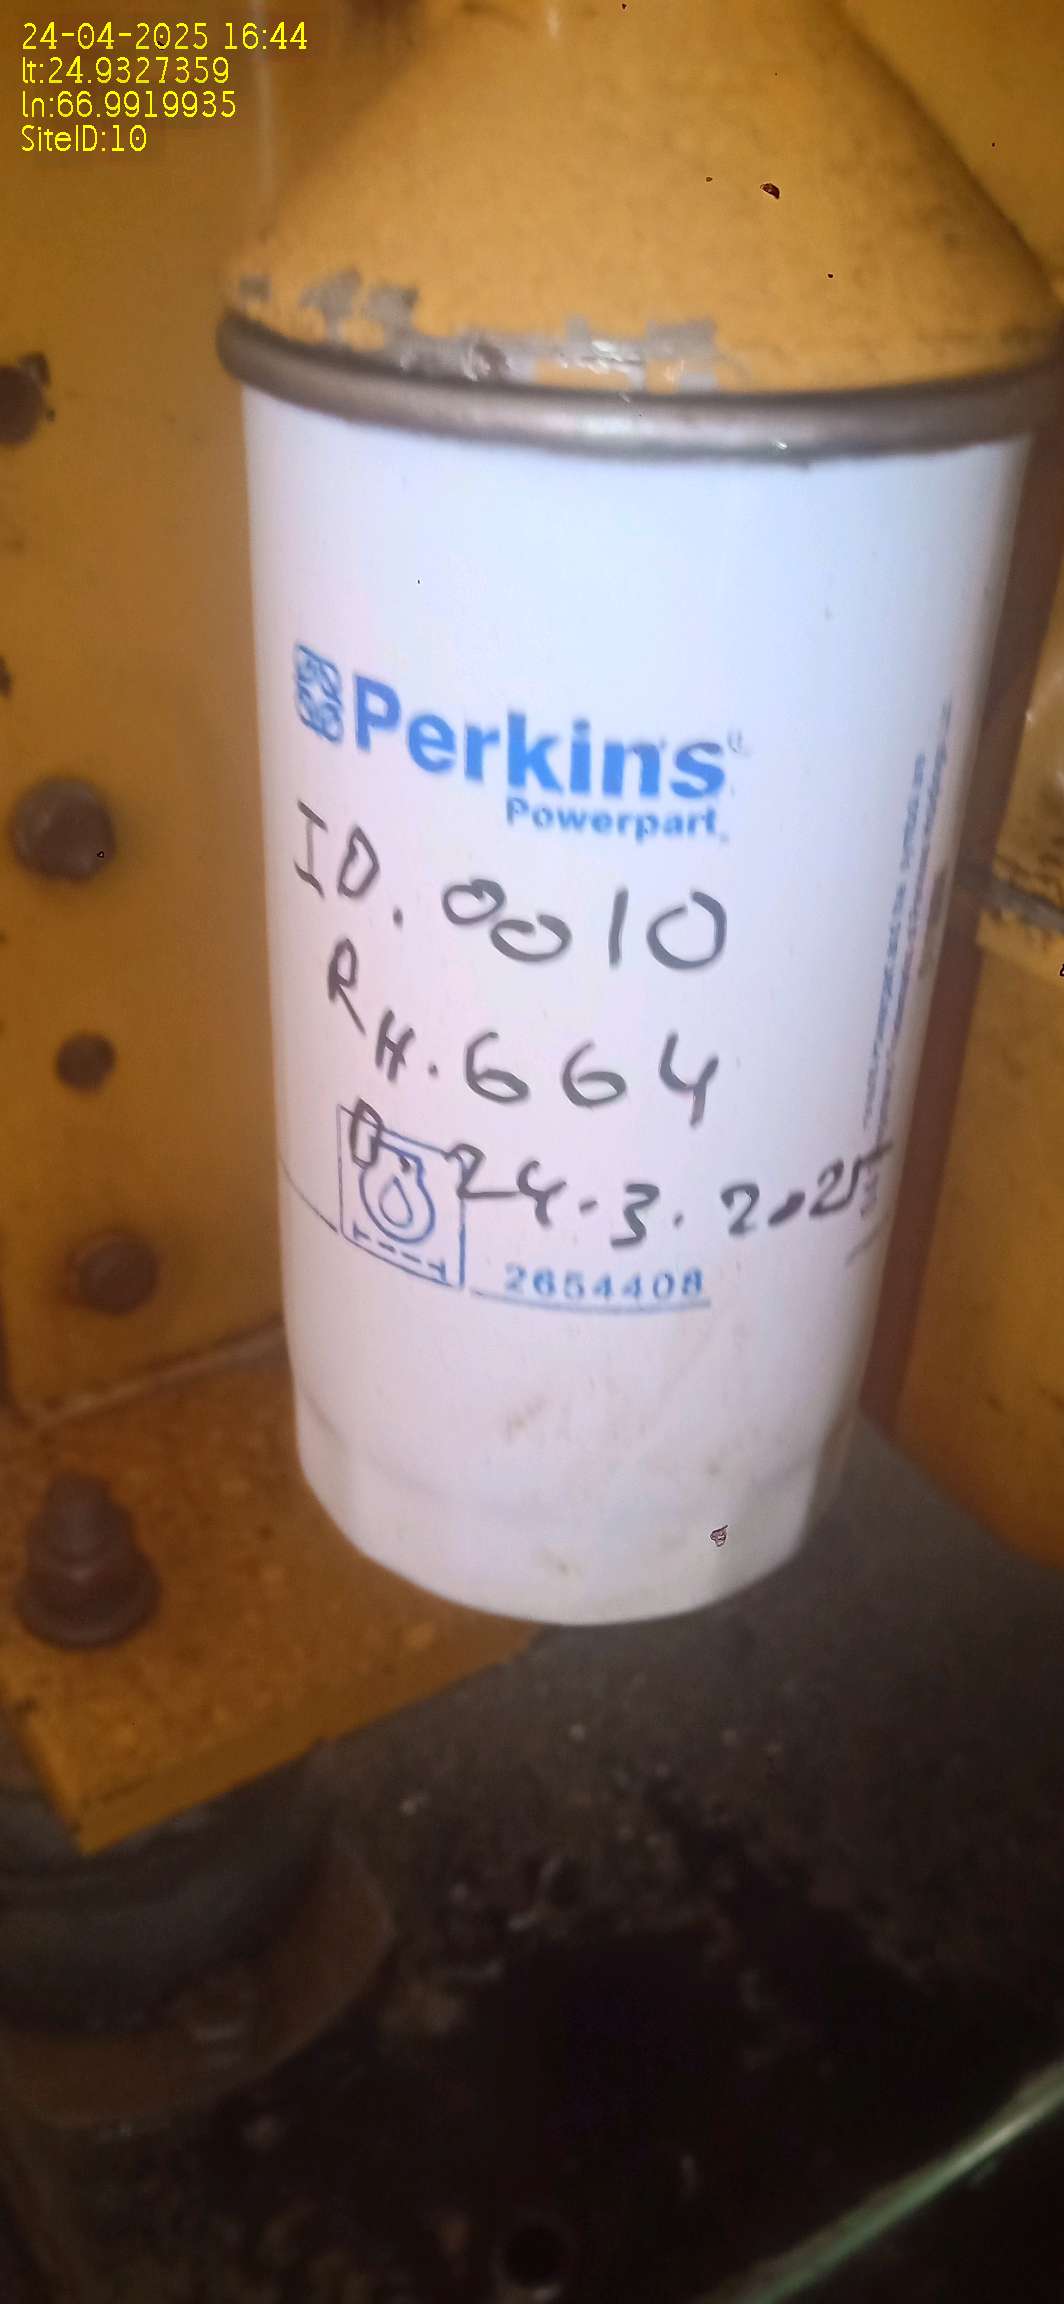 24-04-2025 16:44
lt:24.9327359
ln:66.9919935
SiteID:10
Perkins
Powerpart
ID. 0010
RH. 664
D 24-3.2025
2654408